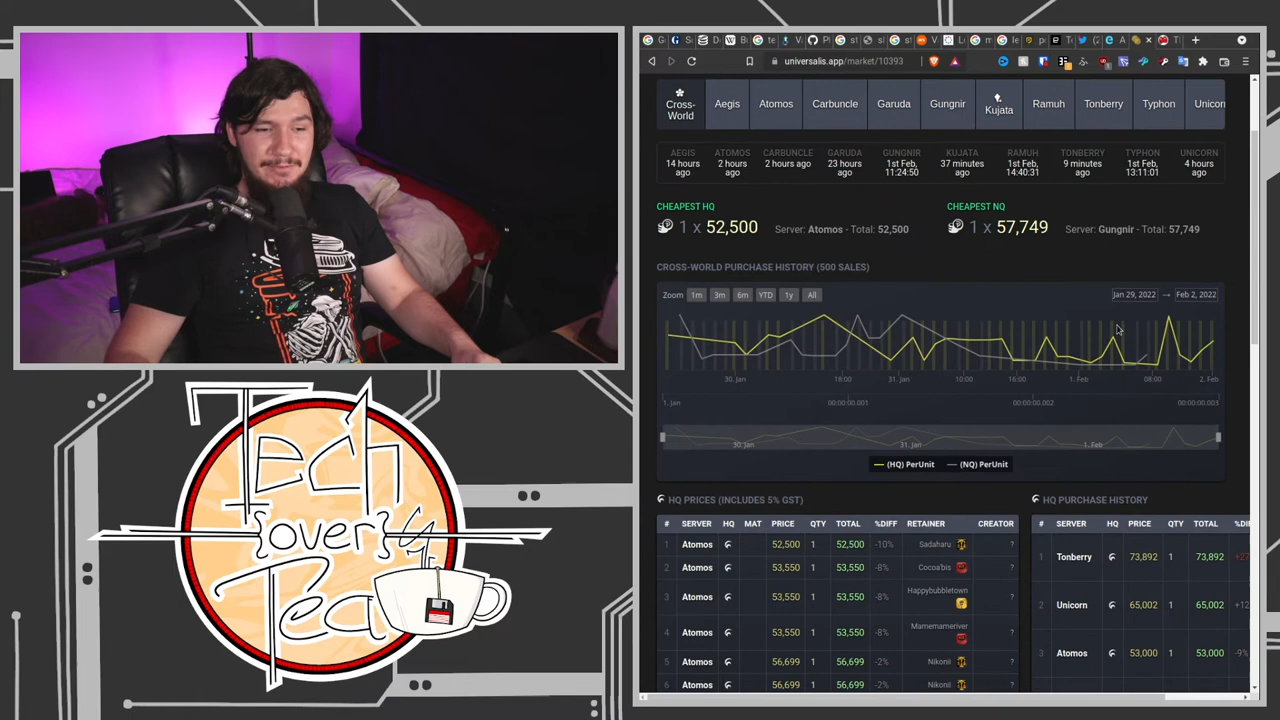 universalis.app/market/10393
Cross-World
Aegis
Atomos
Carbuncle
Garuda
Gungnir
Kujata
Ramuh
Tonberry
Typhon
Unicorn
AEGIS
14 hours ago
ATOMOS
2 hours ago
CARBUNCLE
2 hours ago
GARUDA
23 hours ago
GUNGNIR
1st Feb, 11:24:50
KUJATA
37 minutes ago
RAMUH
1st Feb, 14:40:31
TONBERRY
9 minutes ago
TYPHON
1st Feb, 13:11:01
UNICORN
4 hours ago
CHEAPEST HQ
1 x 52,500 Server: Atomos - Total: 52,500
CHEAPEST NQ
1 x 57,749 Server: Gungnir - Total: 57,749
CROSS-WORLD PURCHASE HISTORY (500 SALES)
Zoom 1m 3m 6m YTD 1y All
Jan 29, 2022 → Feb 2, 2022
30. Jan 18:00 31. Jan 10:00 16:00 1. Feb 08:00 2. Feb
1. Jan 00:00:00.001 00:00:00.002 00:00:00.003
30. Jan 31. Jan 1. Feb
(HQ) PerUnit (NQ) PerUnit
HQ PRICES (INCLUDES 5% GST)
# SERVER HQ MAT PRICE QTY TOTAL %DIFF RETAINER CREATOR
1 Atomos 52,500 1 52,500 -10% Sadaharu ?
2 Atomos 53,550 1 53,550 -8% Cocoa'bis ?
3 Atomos 53,550 1 53,550 -8% Happybubbletown ?
4 Atomos 53,550 1 53,550 -8% Mamemameriver ?
5 Atomos 56,699 1 56,699 -2% Nikonii ?
6 Atomos 56,699 1 56,699 -2% Nikonii ?
HQ PURCHASE HISTORY
# SERVER HQ PRICE QTY TOTAL
1 Tonberry 73,892 1 73,892
2 Unicorn 65,002 1 65,002
3 Atomos 53,000 1 53,000 -9%
Tech
{over}
Tea